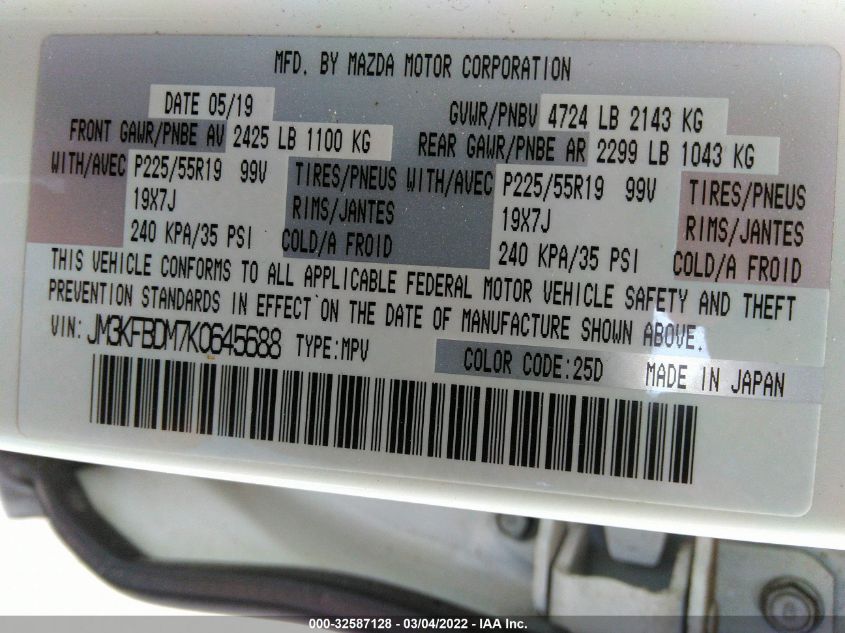 MFD. BY MAZDA MOTOR CORPORATION
DATE 05/19 GVWR/PNBV 4724 LB 2143 KG
FRONT GAWR/PNBE AV 2425 LB 1100 KG REAR GAWR/PNBE AR 2299 LB 1043 KG
WITH/AVEC P225/55R19 99V TIRES/PNEUS WITH/AVEC P225/55R19 99V TIRES/PNEUS
19X7J RIMS/JANTES 19X7J RIMS/JANTES
240 KPA/35 PSI COLD/A FROID 240 KPA/35 PSI COLD/A FROID
THIS VEHICLE CONFORMS TO ALL APPLICABLE FEDERAL MOTOR VEHICLE SAFETY AND THEFT
PREVENTION STANDARDS IN EFFECT ON THE DATE OF MANUFACTURE SHOWN ABOVE.
VIN: JM3KFBDM7K0645688 TYPE:MPV COLOR CODE:25D MADE IN JAPAN
000-32587128 - 03/04/2022 - IAA Inc.